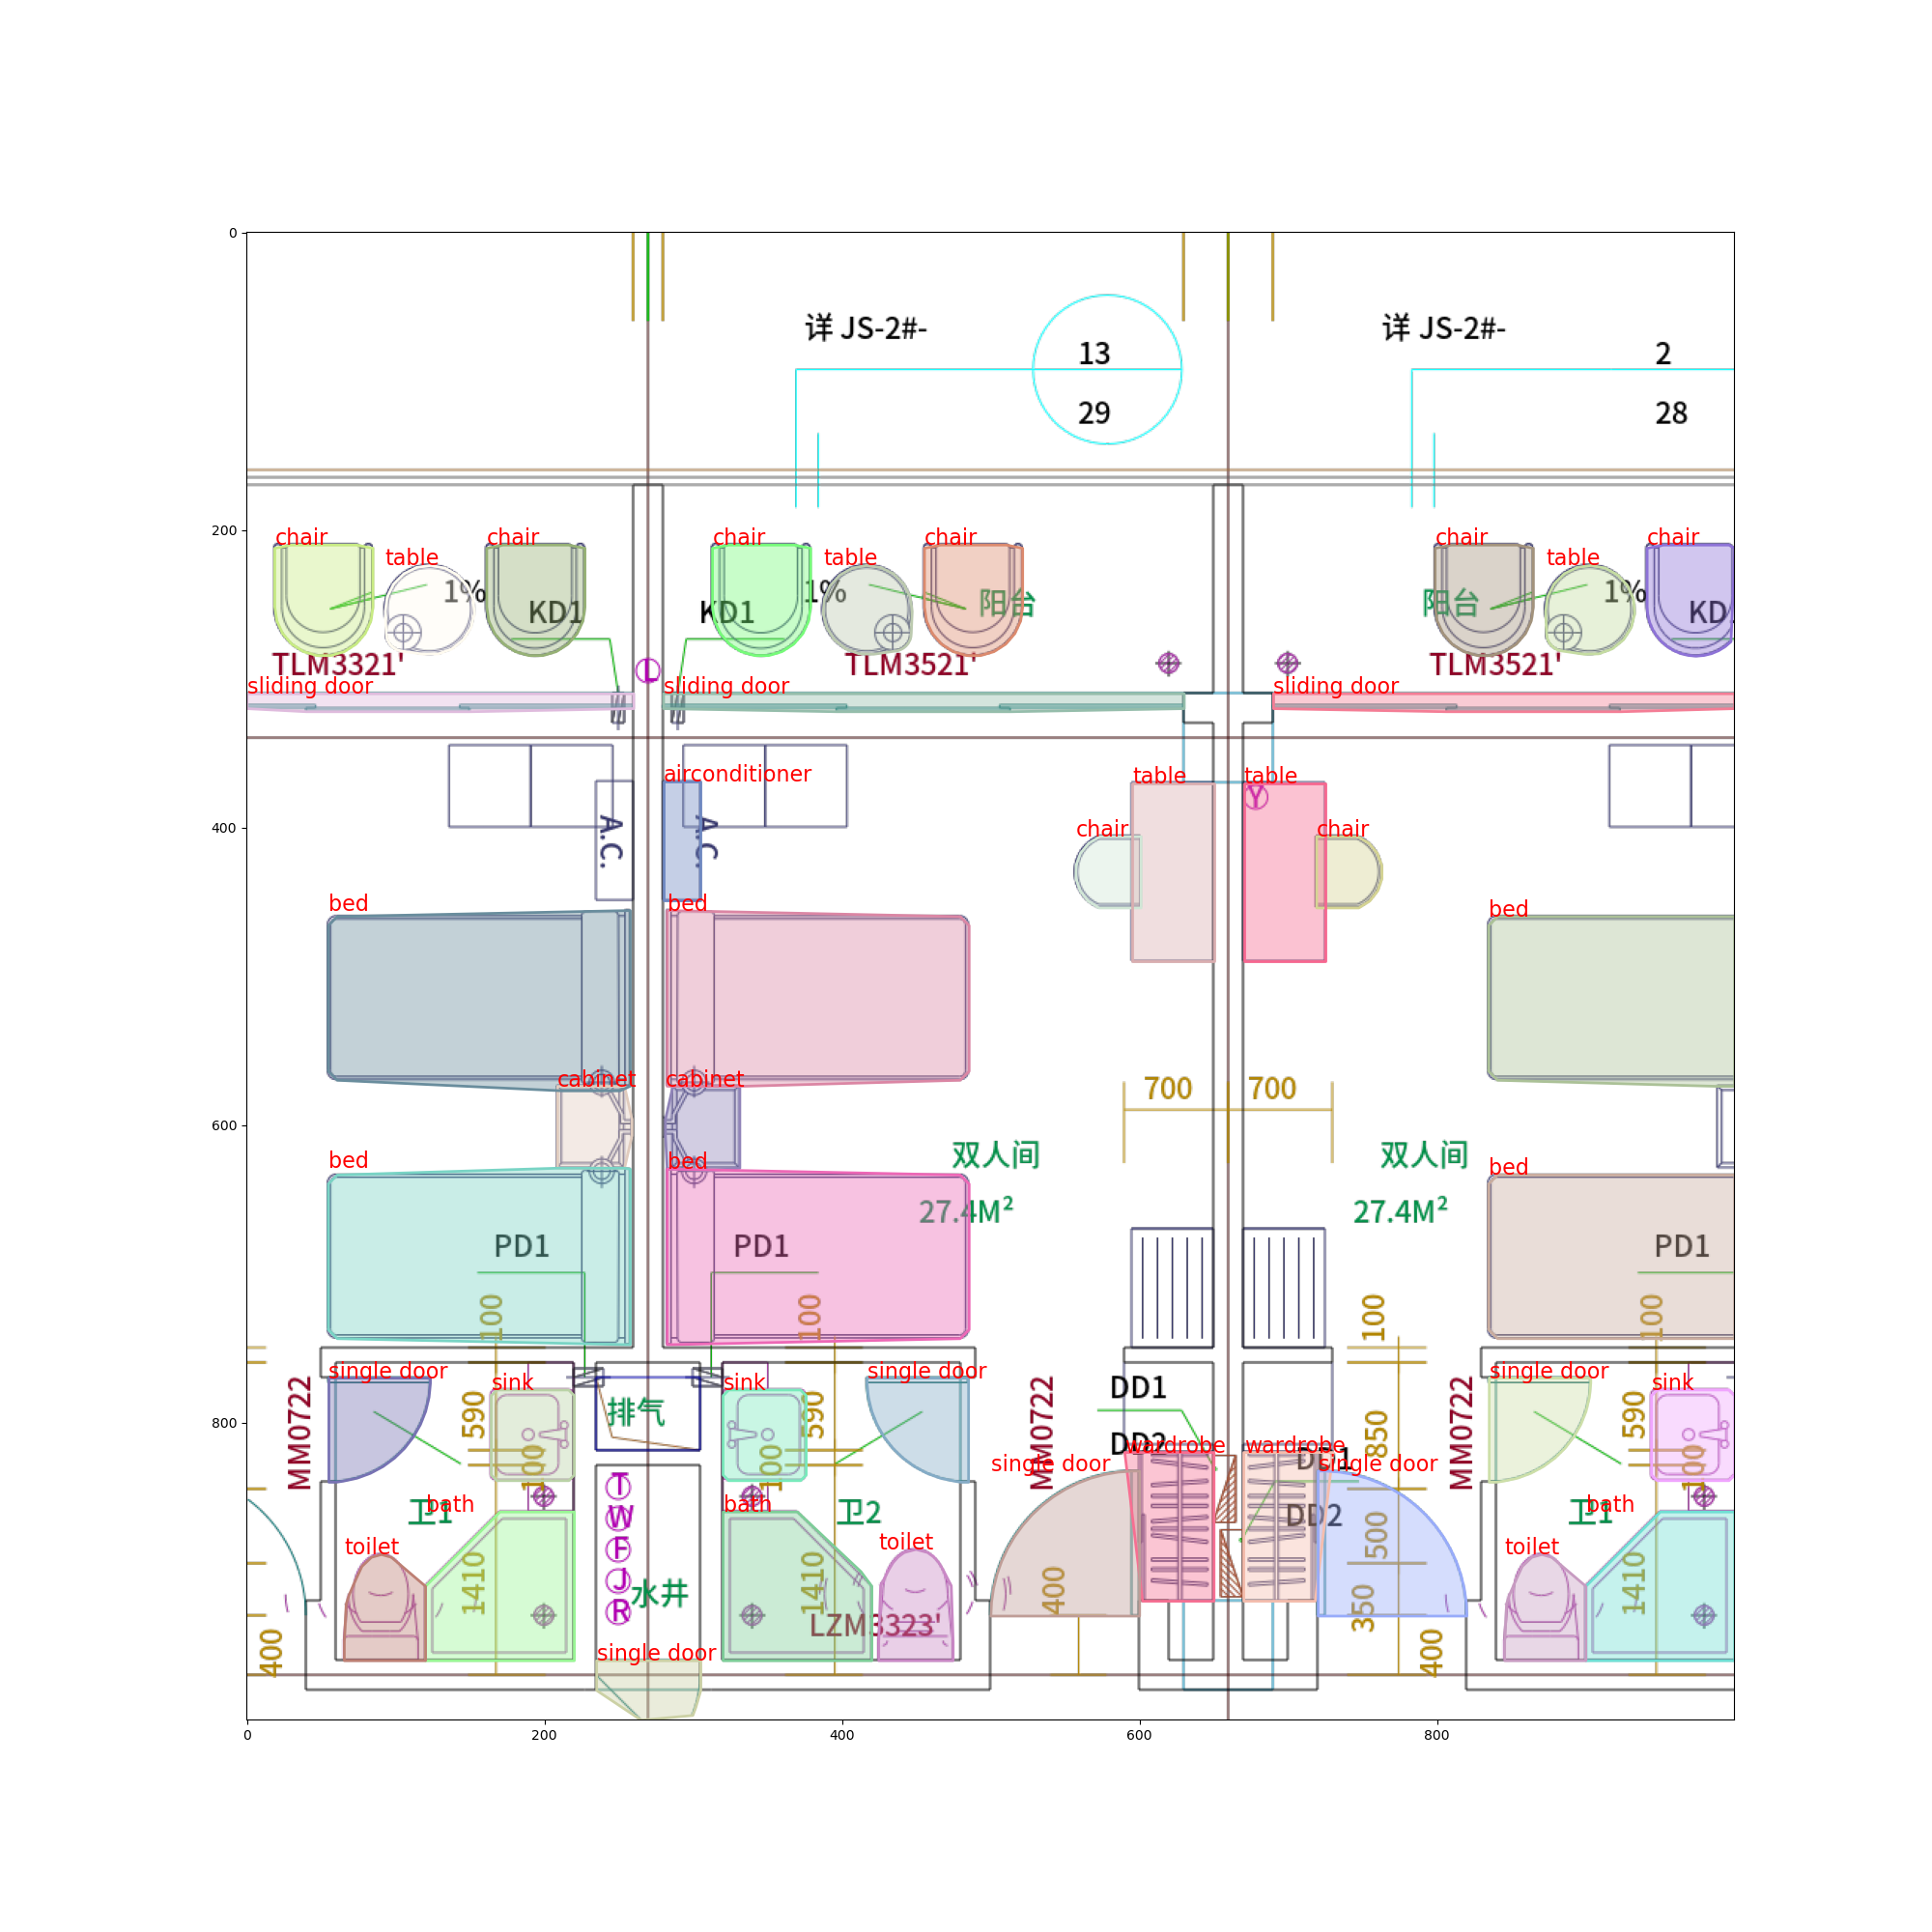 0
详 JS-2#-
详 JS-2#-
13
2
29
28
200
chair
chair
chair
chair
chair
chair
table
table
table
1%
1%
1%
KD1
KD1
阳台
阳台
KD
TLM3321'
L
TLM3521'
TLM3521'
sliding door
sliding door
sliding door
airconditioner
table
table
Y
400
A.C.
A.C.
chair
chair
bed
bed
bed
cabinet
cabinet
700
700
600
双人间
双人间
bed
bed
bed
27.4M²
27.4M²
PD1
PD1
PD1
100
100
100
100
single door
sink
sink
single door
single door
sink
MM0722
590
排气
590
MM0722
DD1
850
MM0722
590
800
DD2
wardrobe
wardrobe
100
100
single door
DD1
single door
100
T
bath
bath
bath
卫1
W
卫2
DD2
500
卫1
toilet
F
toilet
toilet
1410
J
水井
1410
400
350
1410
R
LZM3323'
400
single door
400
0
200
400
600
800